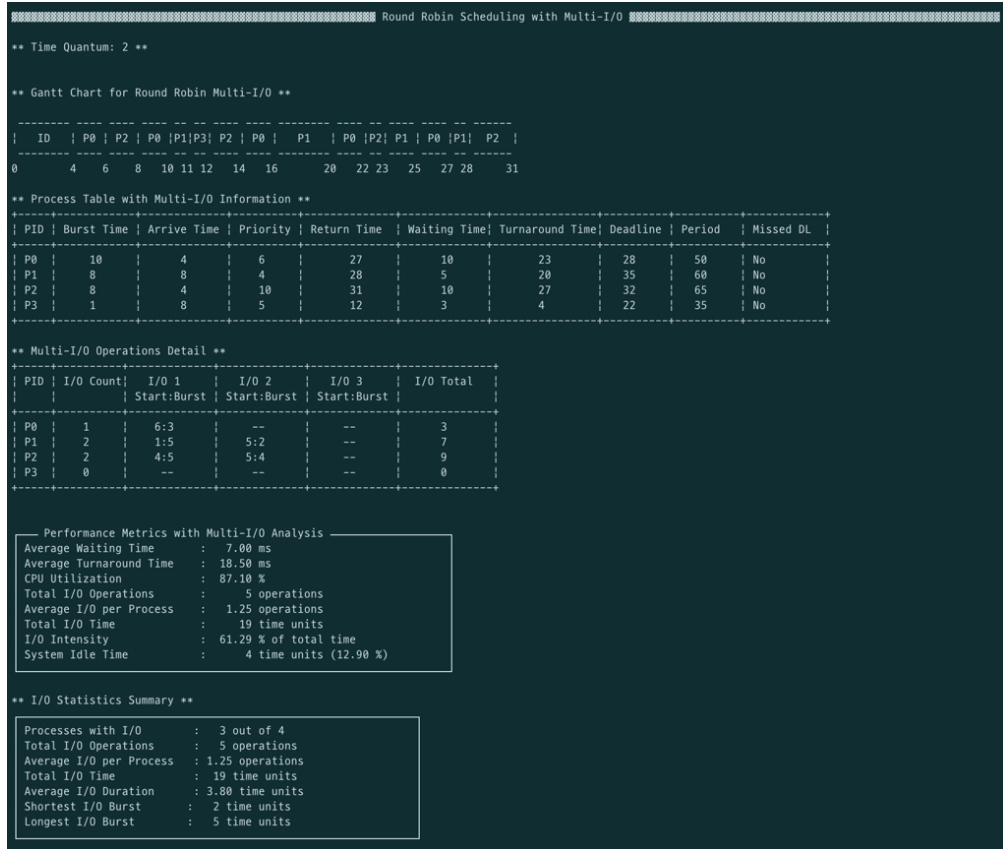 Round Robin Scheduling with Multi-I/O
** Time Quantum: 2 **
** Gantt Chart for Round Robin Multi-I/O **
-------- ---- ---- ---- -- -- ---- ---- -------- ---- -- ---- ---- -- ------
¦ ID ¦ P0 ¦ P2 ¦ P0 ¦P1¦P3¦ P2 ¦ P0 ¦ P1 ¦ P0 ¦P2¦ P1 ¦ P0 ¦P1¦ P2 ¦
-------- ---- ---- ---- -- -- ---- ---- -------- ---- -- ---- ---- -- ------
0 4 6 8 10 11 12 14 16 20 22 23 25 27 28 31
** Process Table with Multi-I/O Information **
¦ PID ¦ Burst Time ¦ Arrive Time ¦ Priority ¦ Return Time ¦ Waiting Time¦ Turnaround Time¦ Deadline ¦ Period ¦ Missed DL ¦
¦ P0 ¦ 10 ¦ 4 ¦ 6 ¦ 27 ¦ 10 ¦ 23 ¦ 28 ¦ 50 ¦ No ¦
¦ P1 ¦ 8 ¦ 8 ¦ 4 ¦ 28 ¦ 5 ¦ 20 ¦ 35 ¦ 60 ¦ No ¦
¦ P2 ¦ 8 ¦ 4 ¦ 10 ¦ 31 ¦ 10 ¦ 27 ¦ 32 ¦ 65 ¦ No ¦
¦ P3 ¦ 1 ¦ 8 ¦ 5 ¦ 12 ¦ 3 ¦ 4 ¦ 22 ¦ 35 ¦ No ¦
** Multi-I/O Operations Detail **
¦ PID ¦ I/O Count¦ I/O 1 ¦ I/O 2 ¦ I/O 3 ¦ I/O Total ¦
¦ ¦ ¦ Start:Burst ¦ Start:Burst ¦ Start:Burst ¦ ¦
¦ P0 ¦ 1 ¦ 6:3 ¦ -- ¦ -- ¦ 3 ¦
¦ P1 ¦ 2 ¦ 1:5 ¦ 5:2 ¦ -- ¦ 7 ¦
¦ P2 ¦ 2 ¦ 4:5 ¦ 5:4 ¦ -- ¦ 9 ¦
¦ P3 ¦ 0 ¦ -- ¦ -- ¦ -- ¦ 0 ¦
Performance Metrics with Multi-I/O Analysis
Average Waiting Time : 7.00 ms
Average Turnaround Time : 18.50 ms
CPU Utilization : 87.10 %
Total I/O Operations : 5 operations
Average I/O per Process : 1.25 operations
Total I/O Time : 19 time units
I/O Intensity : 61.29 % of total time
System Idle Time : 4 time units (12.90 %)
** I/O Statistics Summary **
Processes with I/O : 3 out of 4
Total I/O Operations : 5 operations
Average I/O per Process : 1.25 operations
Total I/O Time : 19 time units
Average I/O Duration : 3.80 time units
Shortest I/O Burst : 2 time units
Longest I/O Burst : 5 time units